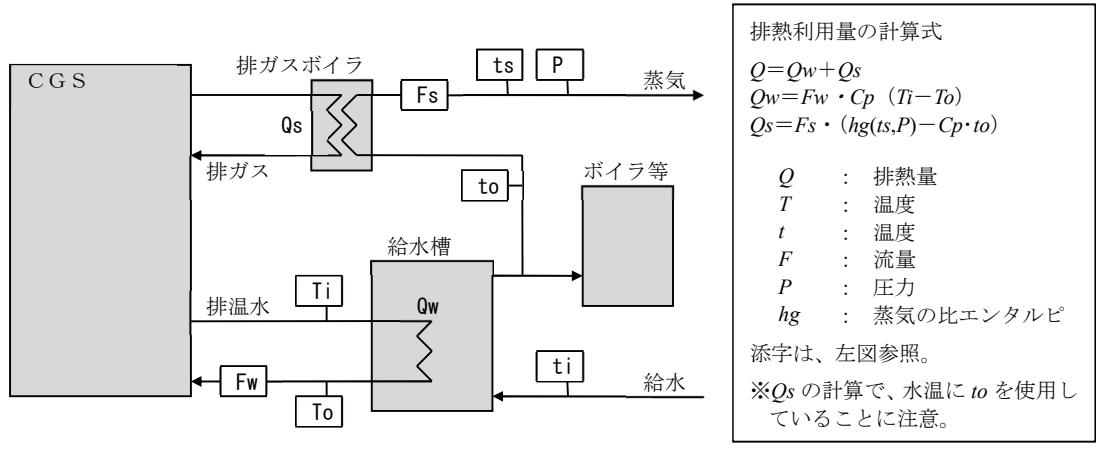 CGS
排ガスボイラ
Qs
排ガス
Fs
ts
P
蒸気
to
ボイラ等
給水槽
Qw
排温水
Ti
Fw
To
ti
給水
排熱利用量の計算式
Q=Qw+Qs
Qw=Fw・Cp(Ti-To)
Qs=Fs・(hg(ts,P)-Cp・to)
Q : 排熱量
T : 温度
t : 温度
F : 流量
P : 圧力
hg : 蒸気の比エンタルピ
添字は、左図参照。
※Qs の計算で、水温に to を使用し
ていることに注意。